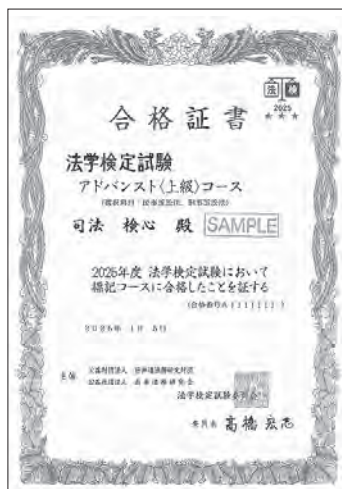 法 検
2025
★★★
合格証書
法学検定試験
アドバンスト〈上級〉コース
司法 検心 殿 SAMPLE
2025年度 法学検定試験において
標記コースに合格したことを証する
主催
法学検定試験委員会
委員長 高橋宏志